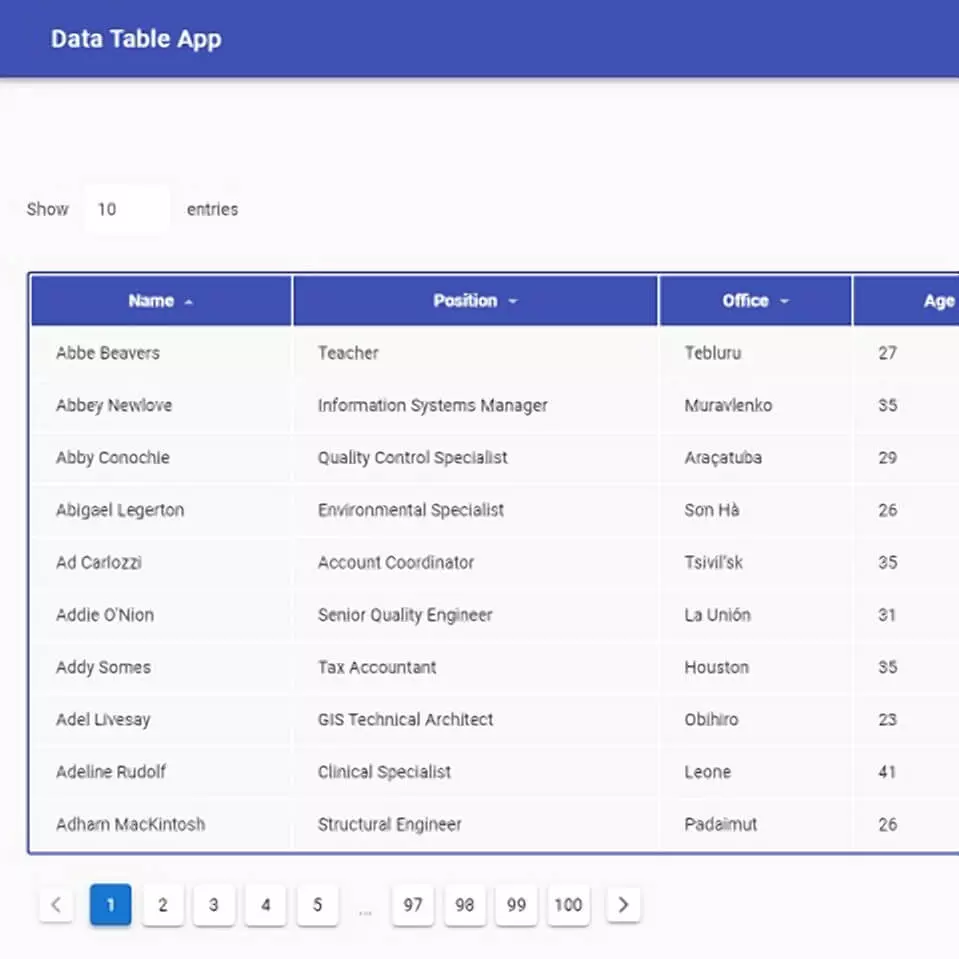 Data Table App
Show 10 entries
Name Position Office Age
Abbe Beavers Teacher Tebluru 27
Abbey Newlove Information Systems Manager Muravlenko 35
Abby Conochie Quality Control Specialist Araçatuba 29
Abigael Legerton Environmental Specialist Son Hà 26
Ad Carlozzi Account Coordinator Tsivil'sk 35
Addie O'Nion Senior Quality Engineer La Unión 31
Addy Somes Tax Accountant Houston 35
Adel Livesay GIS Technical Architect Obihiro 23
Adeline Rudolf Clinical Specialist Leone 41
Adham MacKintosh Structural Engineer Padaimut 26
1 2 3 4 5 ... 97 98 99 100